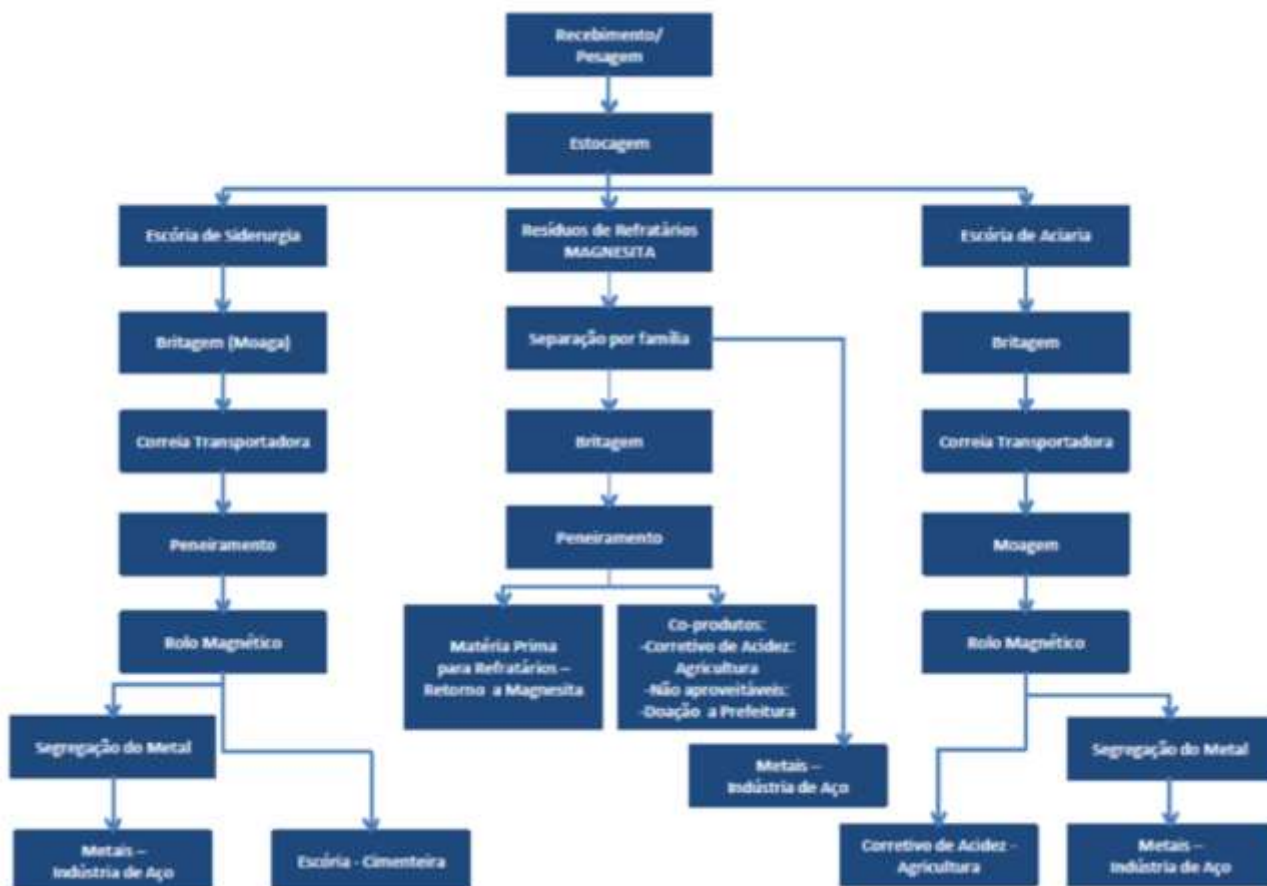 Recebimento/
Pesagem
Estocagem
Escória de Siderurgia
Resíduos de Refratários
MAGNESITA
Escória de Aciaria
Britagem (Moaga)
Separação por família
Britagem
Correia Transportadora
Britagem
Correia Transportadora
Peneiramento
Peneiramento
Moagem
Rolo Magnético
Matéria Prima
para Refratários –
Retorno a Magnesita
Co-produtos:
-Corretivo de Acidez:
Agricultura
-Não aproveitáveis:
-Doação a Prefeitura
Rolo Magnético
Segregação do Metal
Metais –
Indústria de Aço
Segregação do Metal
Metais –
Indústria de Aço
Escória - Cimenteira
Corretivo de Acidez -
Agricultura
Metais –
Indústria de Aço